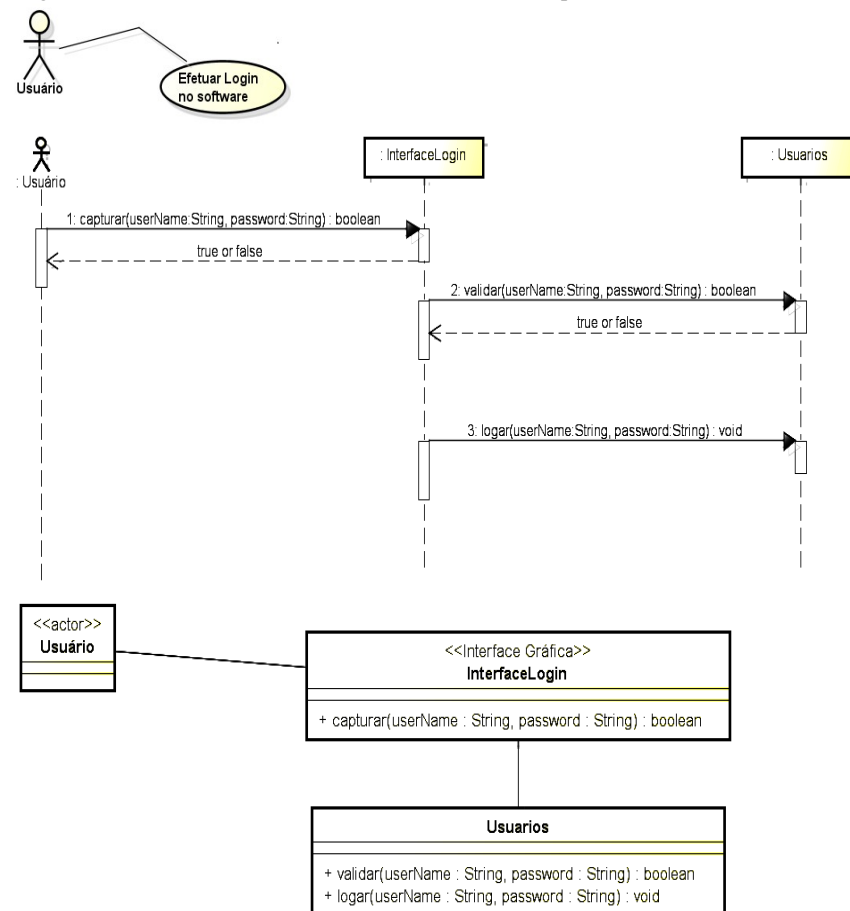 Usuário
Efetuar Login
no software
: Usuário
: InterfaceLogin
: Usuarios
1: capturar(userName:String, password:String) : boolean
true or false
2: validar(userName:String, password:String) : boolean
true or false
3: logar(userName:String, password:String) : void
<<actor>>
Usuário
<<Interface Gráfica>>
InterfaceLogin
+ capturar(userName : String, password : String) : boolean
Usuarios
+ validar(userName : String, password : String) : boolean
+ logar(userName : String, password : String) : void